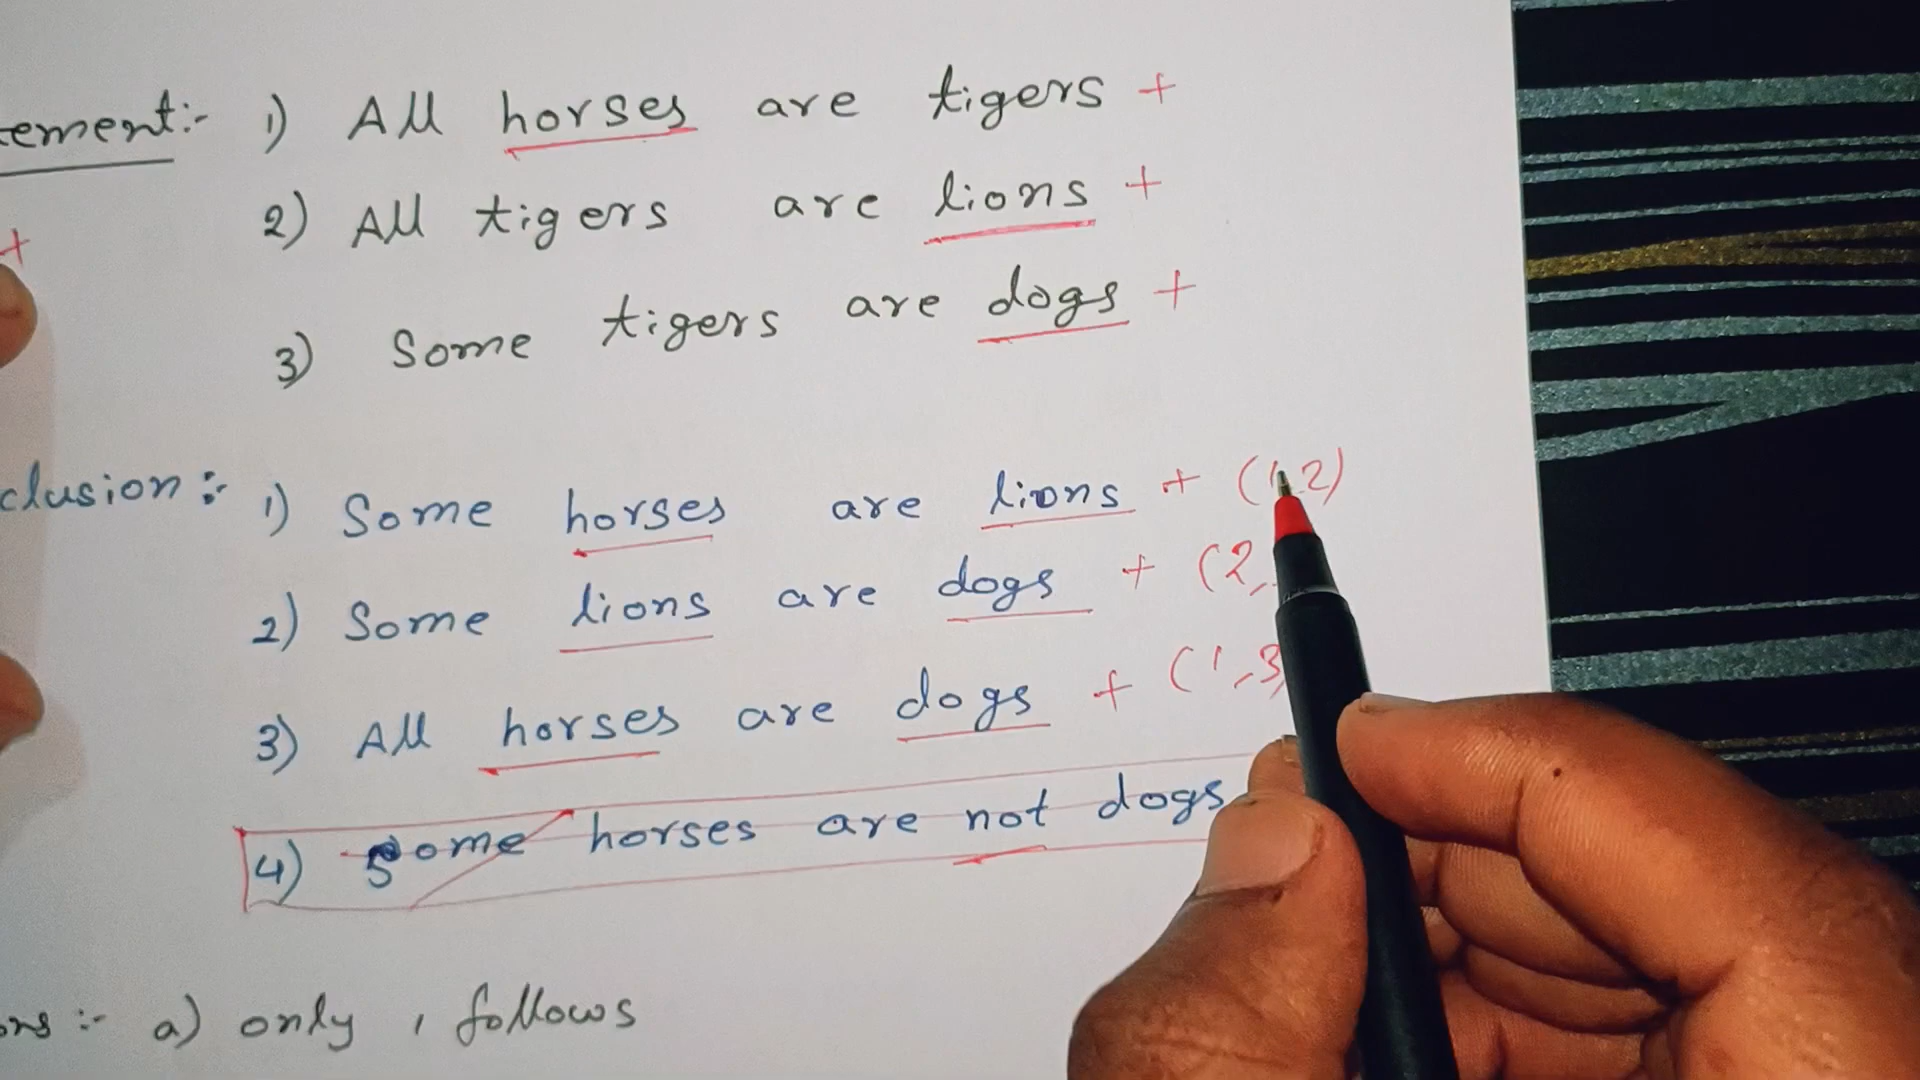 ement:- 1) All horses are tigers +
2) All tigers are lions +
+
3) Some tigers are dogs +
clusion :- 1) Some horses are lions + (1,2)
2) Some lions are dogs + (2,
3) All horses are dogs + (1,3
4) Some horses are not dogs
ons :- a) only 1 follows